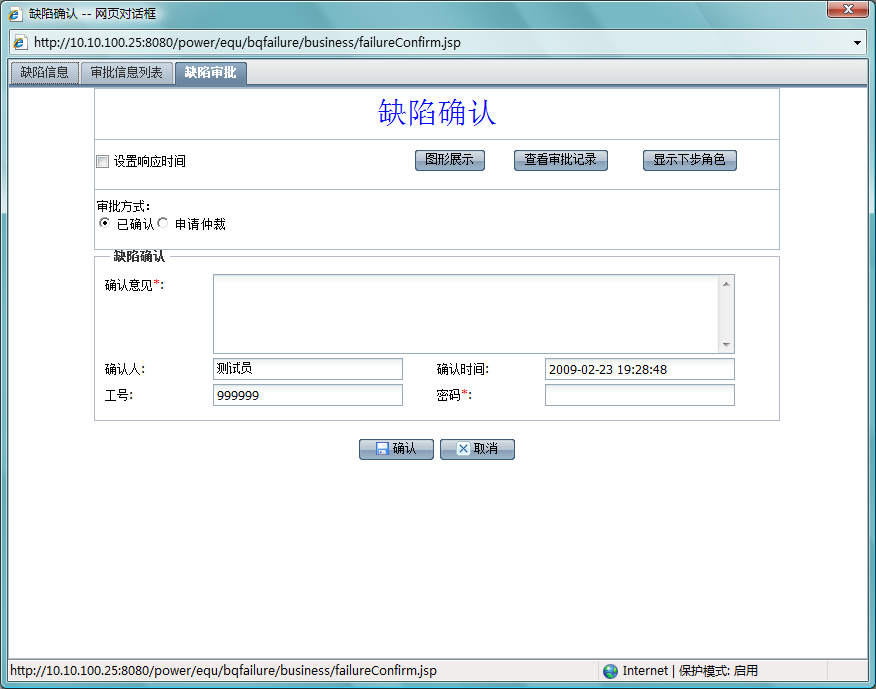 缺陷确认 -- 网页对话框
http://10.10.100.25:8080/power/equ/bqfailure/business/failureConfirm.jsp
缺陷信息 审批信息列表 缺陷审批
缺陷确认
设置响应时间 图形展示 查看审批记录 显示下步角色
审批方式:
已确认 申请仲裁
缺陷确认
确认意见*:
确认人: 测试员 确认时间: 2009-02-23 19:28:48
工号: 999999 密码*:
确认 取消
http://10.10.100.25:8080/power/equ/bqfailure/business/failureConfirm.jsp Internet | 保护模式: 启用